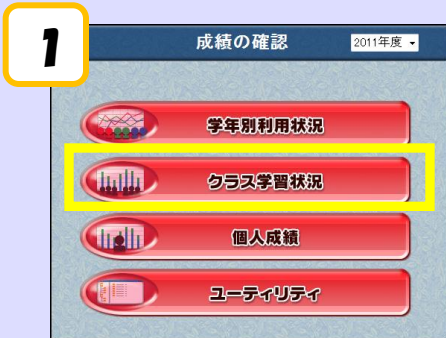 1
成績の確認 2011年度
学年別利用状況
クラス学習状況
個人成績
ユーティリティ